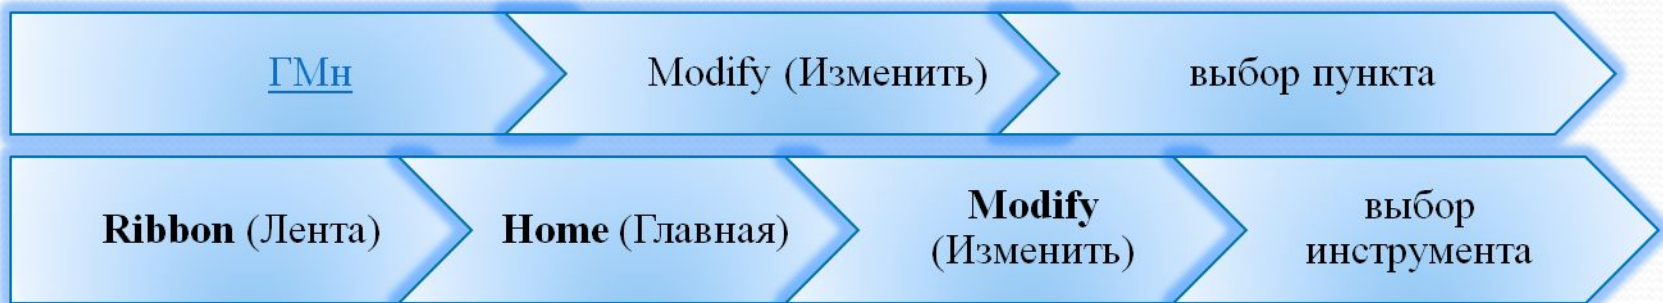 ГМн
Modify (Изменить)
выбор пункта
Ribbon (Лента)
Home (Главная)
Modify
(Изменить)
выбор
инструмента